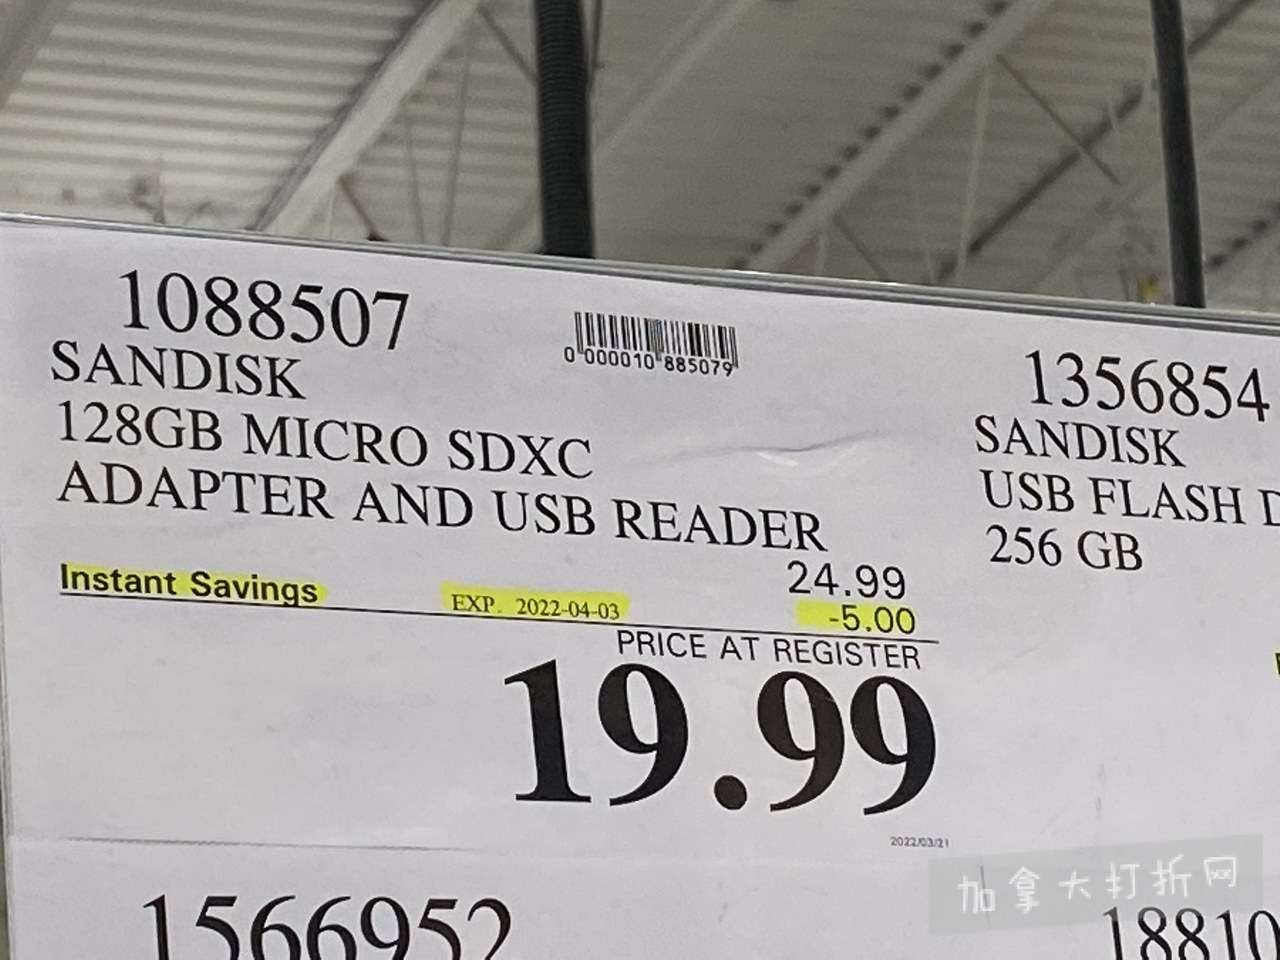 1088507
SANDISK
128GB MICRO SDXC
ADAPTER AND USB READER
0 000010 885079
24.99
Instant Savings
EXP. 2022-04-03
-5.00
PRICE AT REGISTER
19.99
2022/03/21
1356854
SANDISK
USB FLASH
256 GB
1566952
18810
加拿大打折网